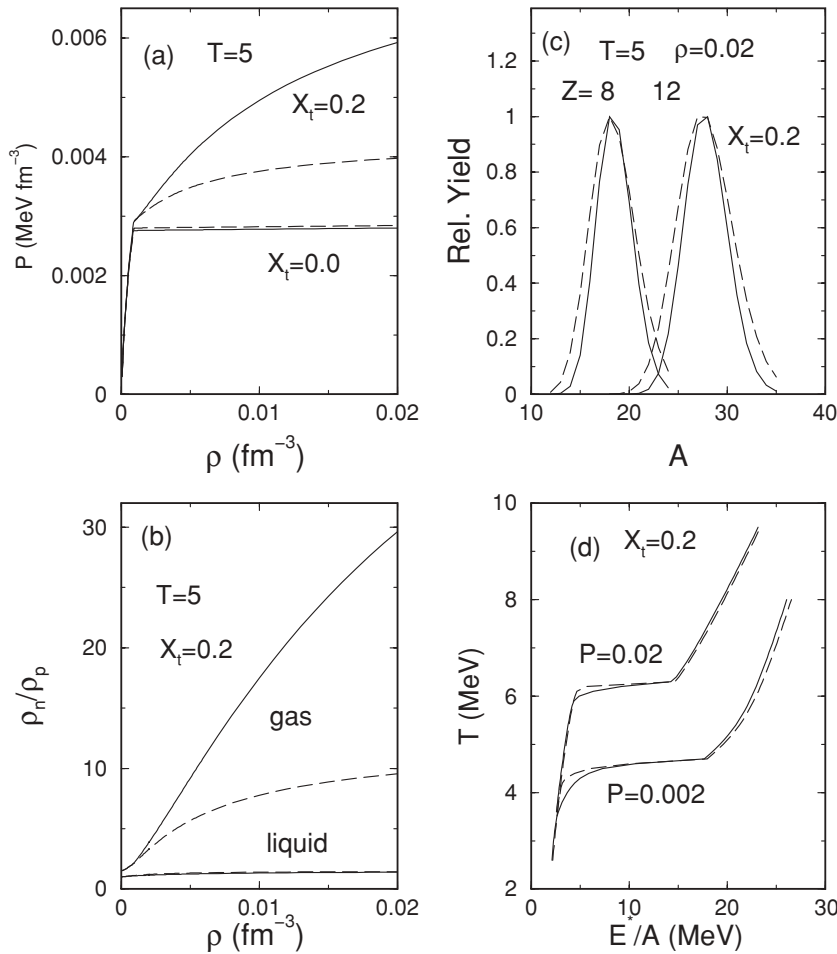 (a)
T=5
X_t=0.2
X_t=0.0
0.006
0.004
0.002
0.000
P (MeV fm⁻³)
0
0.01
0.02
ρ (fm⁻³)
(c)
T=5
ρ=0.02
Z= 8
12
X_t=0.2
1.2
1
0.8
0.6
0.4
0.2
0
Rel. Yield
10
20
30
40
A
(b)
T=5
X_t=0.2
gas
liquid
30
20
10
0
ρ_n/ρ_p
0
0.01
0.02
ρ (fm⁻³)
(d)
X_t=0.2
P=0.02
P=0.002
10
8
6
4
2
T (MeV)
0
10
20
30
E*/A (MeV)